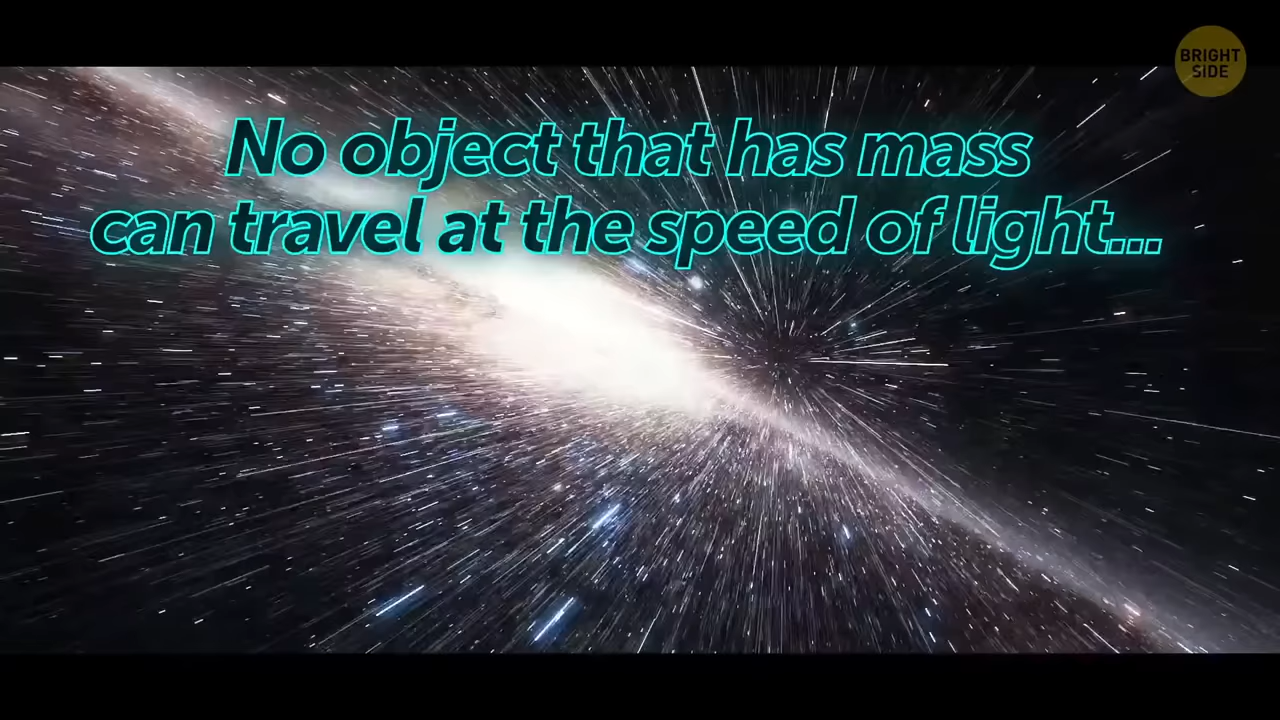 BRIGHT
SIDE
No object that has mass
can travel at the speed of light...